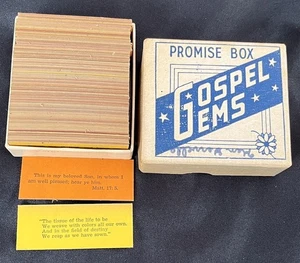 PROMISE BOX
GOSPEL
GEMS
This is my beloved Son, in whom I
am well pleased; hear ye him.
Matt. 17:5
"The tissue of the life to be
We weave with colors all our own,
And in the field of destiny
We reap as we have sown."